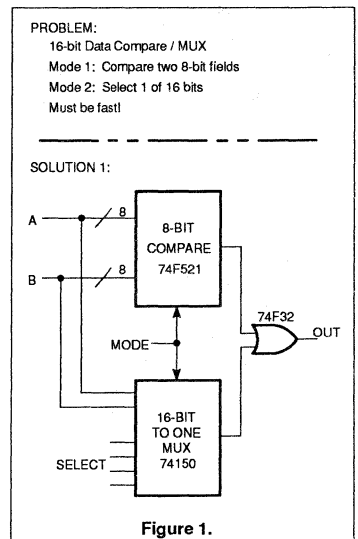 PROBLEM:
16-bit Data Compare / MUX
Mode 1: Compare two 8-bit fields
Mode 2: Select 1 of 16 bits
Must be fast!
SOLUTION 1:
A
8
8-BIT
COMPARE
74F521
B
8
MODE
74F32
OUT
16-BIT
TO ONE
MUX
74150
SELECT
Figure 1.